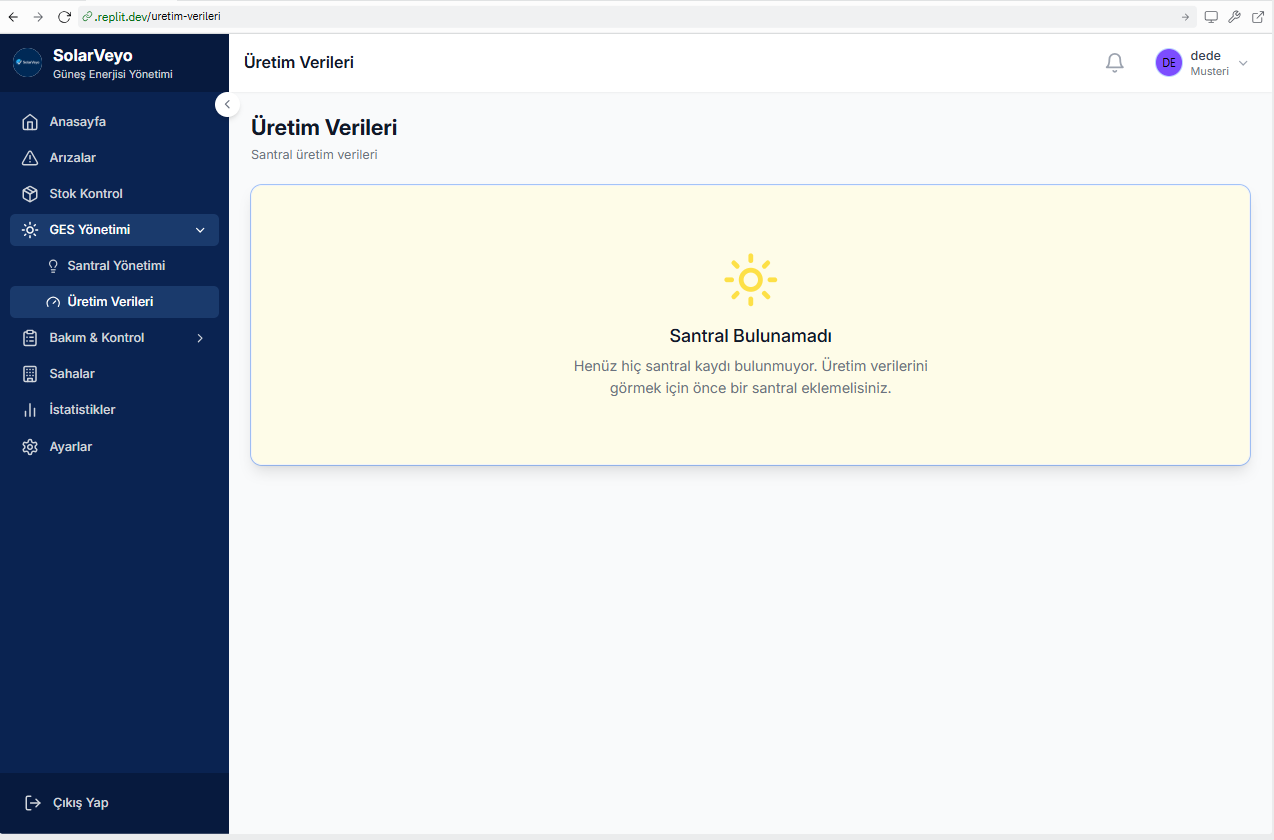 .replit.dev/uretim-verileri
SolarVeyo
Güneş Enerjisi Yönetimi
Üretim Verileri
DE
dede
Musteri
Anasayfa
Arızalar
Stok Kontrol
GES Yönetimi
Santral Yönetimi
Üretim Verileri
Bakım & Kontrol
Sahalar
İstatistikler
Ayarlar
Çıkış Yap
Üretim Verileri
Santral üretim verileri
Santral Bulunamadı
Henüz hiç santral kaydı bulunmuyor. Üretim verilerini
görmek için önce bir santral eklemelisiniz.